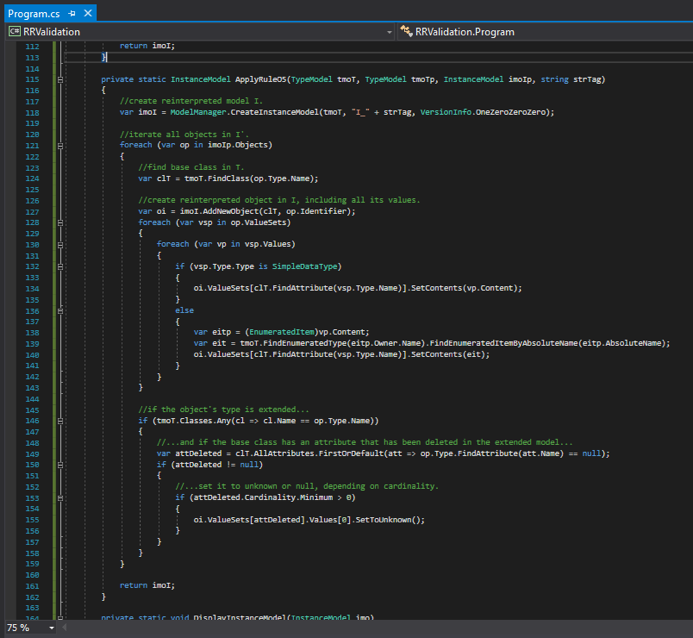 Program.cs
RRValidation RRValidation.Program
112 return imoI;
113 }
114
115 private static InstanceModel ApplyRuleO5(TypeModel tmoT, TypeModel tmoTp, InstanceModel imoIp, string strTag)
116 {
117 //create reinterpreted model I.
118 var imoI = ModelManager.CreateInstanceModel(tmoT, "I_" + strTag, VersionInfo.OneZeroZeroZero);
119
120 //iterate all objects in I'.
121 foreach (var op in imoIp.Objects)
122 {
123 //find base class in T.
124 var clT = tmoT.FindClass(op.Type.Name);
125
126 //create reinterpreted object in I, including all its values.
127 var oi = imoI.AddNewObject(clT, op.Identifier);
128 foreach (var vsp in op.ValueSets)
129 {
130 foreach (var vp in vsp.Values)
131 {
132 if (vsp.Type.Type is SimpleDataType)
133 {
134 oi.ValueSets[clT.FindAttribute(vsp.Type.Name)].SetContents(vp.Content);
135 }
136 else
137 {
138 var eitp = (EnumeratedItem)vp.Content;
139 var eit = tmoT.FindEnumeratedType(eitp.Owner.Name).FindEnumeratedItemByAbsoluteName(eitp.AbsoluteName);
140 oi.ValueSets[clT.FindAttribute(vsp.Type.Name)].SetContents(eit);
141 }
142 }
143 }
144
145 //if the object's type is extended...
146 if (tmoT.Classes.Any(cl => cl.Name == op.Type.Name))
147 {
148 //...and if the base class has an attribute that has been deleted in the extended model...
149 var attDeleted = clT.AllAttributes.FirstOrDefault(att => op.Type.FindAttribute(att.Name) == null);
150 if (attDeleted != null)
151 {
152 //...set it to unknown or null, depending on cardinality.
153 if (attDeleted.Cardinality.Minimum > 0)
154 {
155 oi.ValueSets[attDeleted].Values[0].SetToUnknown();
156 }
157 }
158 }
159 }
160
161 return imoI;
162 }
163
164 private static void DisplayInstanceModel(InstanceModel imo)
75 %